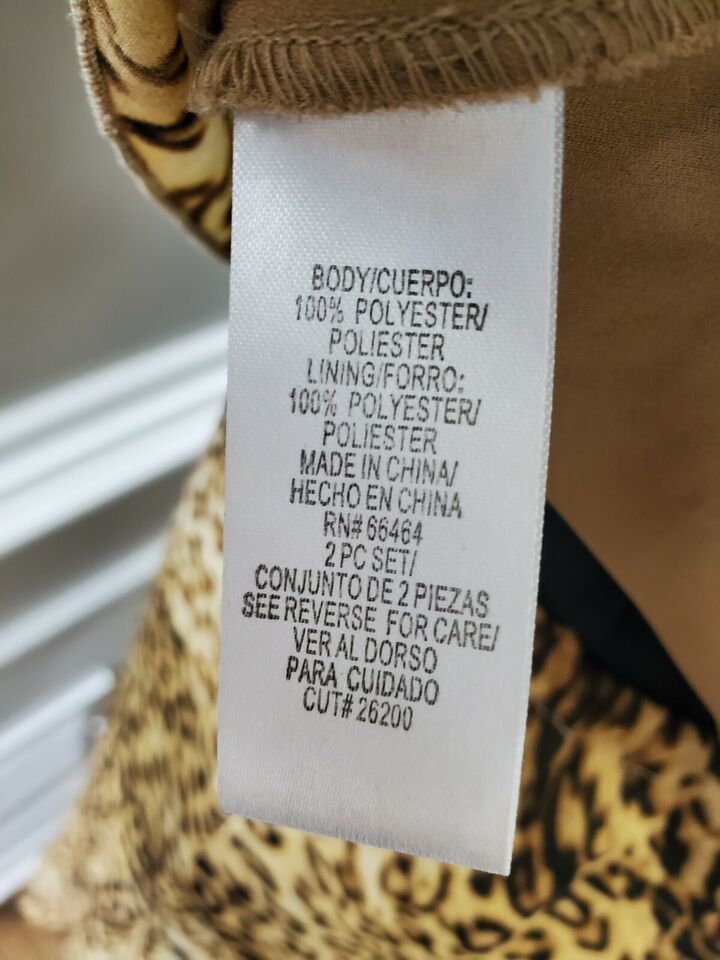 BODY/CUERPO:
100% POLYESTER/
POLIESTER
LINING/FORRO:
100% POLYESTER/
POLIESTER
MADE IN CHINA/
HECHO EN CHINA
RN# 66464
2 PC SET/
CONJUNTO DE 2 PIEZAS
SEE REVERSE FOR CARE/
VER AL DORSO
PARA CUIDADO
CUT# 26200